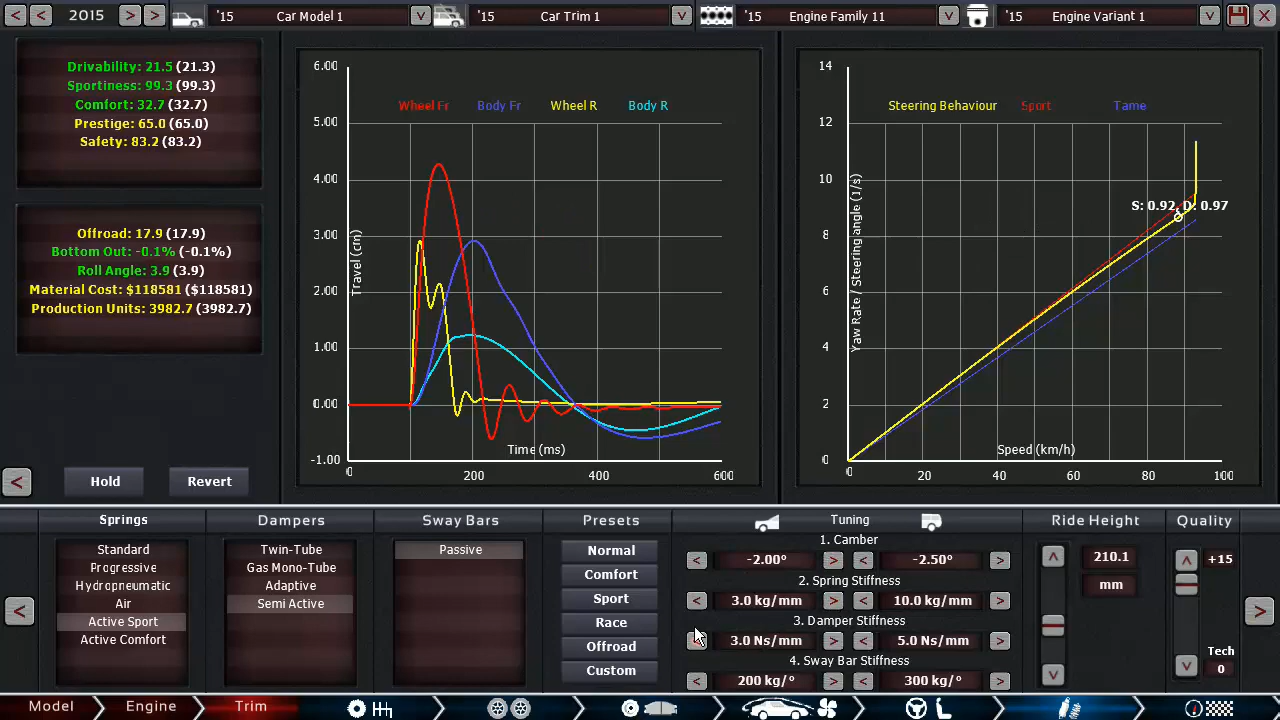 2015 '15 Car Model 1 '15 Car Trim 1 '15 Engine Family 11 '15 Engine Variant 1
Drivability: 21.5 (21.3)
Sportiness: 99.3 (99.3)
Comfort: 32.7 (32.7)
Prestige: 65.0 (65.0)
Safety: 83.2 (83.2)
Offroad: 17.9 (17.9)
Bottom Out: -0.1% (-0.1%)
Roll Angle: 3.9 (3.9)
Material Cost: $118581 ($118581)
Production Units: 3982.7 (3982.7)
Hold Revert
Wheel Fr Body Fr Wheel R Body R
6.00
5.00
4.00
3.00
2.00
1.00
0.00
-1.00
Travel (cm)
Time (ms)
0 200 400 600
Steering Behaviour Sport Tame
14
12
10
8
6
4
2
0
Yaw Rate / Steering angle (1/s)
S: 0.92, D: 0.97
Speed (km/h)
0 20 40 60 80 100
Springs
Standard
Progressive
Hydropneumatic
Air
Active Sport
Active Comfort
Dampers
Twin-Tube
Gas Mono-Tube
Adaptive
Semi Active
Sway Bars
Passive
Presets
Normal
Comfort
Sport
Race
Offroad
Custom
Tuning
1. Camber
-2.00° -2.50°
2. Spring Stiffness
3.0 kg/mm 10.0 kg/mm
3. Damper Stiffness
3.0 Ns/mm 5.0 Ns/mm
4. Sway Bar Stiffness
200 kg/° 300 kg/°
Ride Height
210.1
mm
Quality
+15
Tech
0
Model Engine Trim